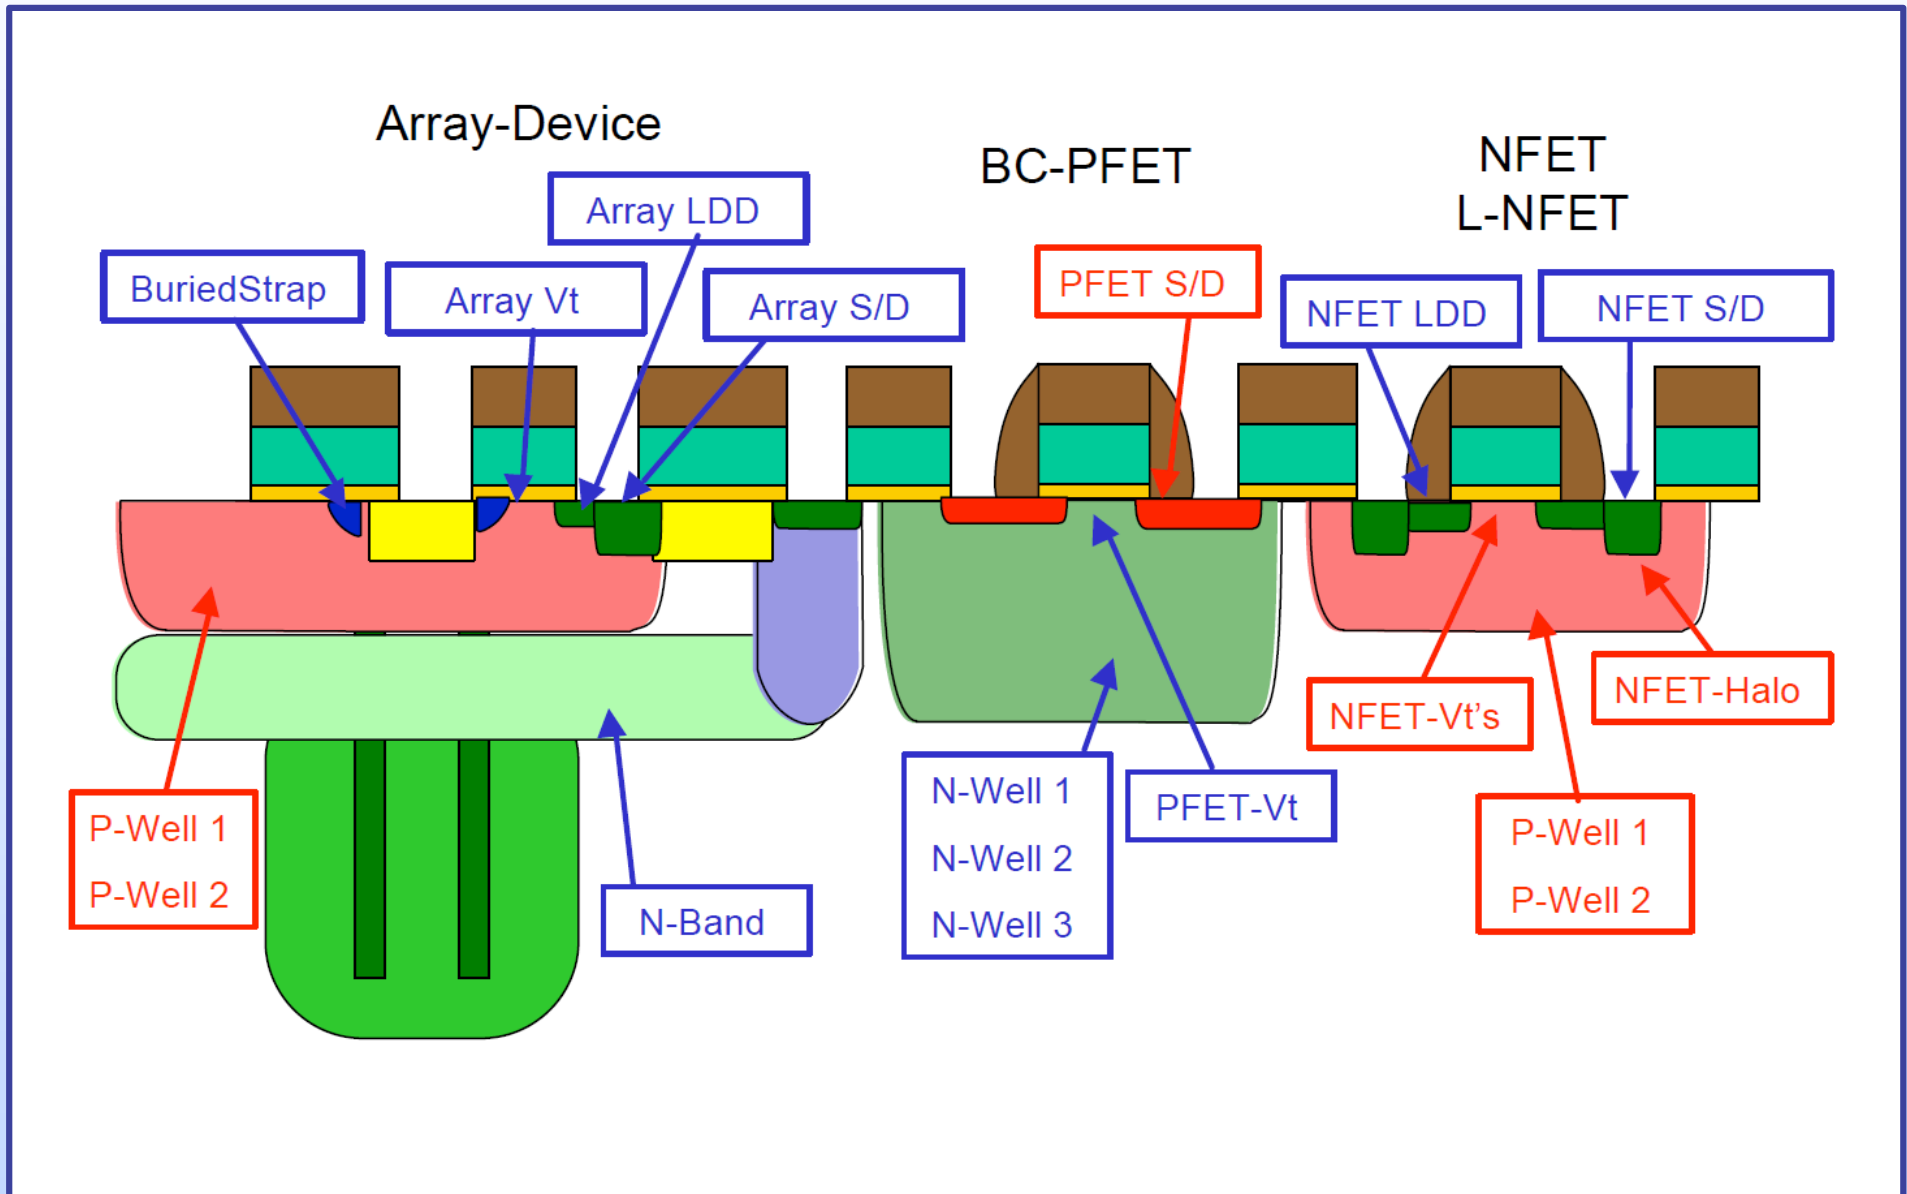 Array-Device
BC-PFET
NFET
L-NFET
Array LDD
BuriedStrap
Array Vt
Array S/D
PFET S/D
NFET LDD
NFET S/D
P-Well 1
P-Well 2
N-Band
N-Well 1
N-Well 2
N-Well 3
PFET-Vt
NFET-Vt's
NFET-Halo
P-Well 1
P-Well 2